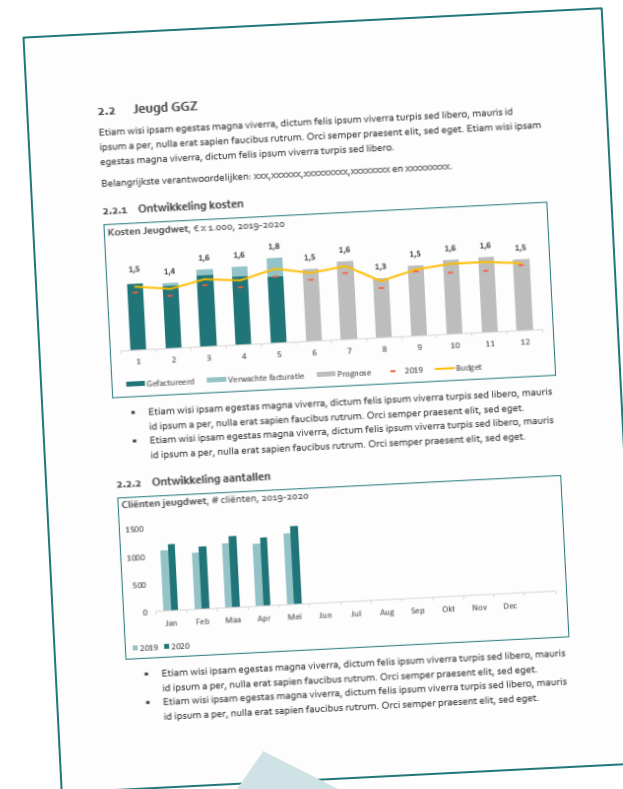 2.2 Jeugd GGZ
Etiam wisi ipsam egestas magna viverra, dictum felis ipsum viverra turpis sed libero, mauris id
ipsum a per, nulla erat sapien faucibus rutrum. Orci semper praesent elit, sed eget. Etiam wisi ipsam
egestas magna viverra, dictum felis ipsum viverra turpis sed libero.
Belangrijkste verantwoordelijken: xxx,xxxxxx,xxxxxxxxx,xxxxxxxx en xxxxxxxxx.
2.2.1 Ontwikkeling kosten
Kosten Jeugdwet, € x 1.000, 2019-2020
1,5 1,4 1,6 1,6 1,8 1,5 1,6 1,3 1,5 1,6 1,6 1,5
1 2 3 4 5 6 7 8 9 10 11 12
Gefactureerd Verwachte facturatie Prognose 2019 Budget
▪ Etiam wisi ipsam egestas magna viverra, dictum felis ipsum viverra turpis sed libero, mauris
id ipsum a per, nulla erat sapien faucibus rutrum. Orci semper praesent elit, sed eget.
▪ Etiam wisi ipsam egestas magna viverra, dictum felis ipsum viverra turpis sed libero, mauris
id ipsum a per, nulla erat sapien faucibus rutrum. Orci semper praesent elit, sed eget.
2.2.2 Ontwikkeling aantallen
Cliënten jeugdwet, # cliënten, 2019-2020
1500
1000
500
0
Jan Feb Maa Apr Mei Jun Jul Aug Sep Okt Nov Dec
2019 2020
▪ Etiam wisi ipsam egestas magna viverra, dictum felis ipsum viverra turpis sed libero, mauris
id ipsum a per, nulla erat sapien faucibus rutrum. Orci semper praesent elit, sed eget.
▪ Etiam wisi ipsam egestas magna viverra, dictum felis ipsum viverra turpis sed libero, mauris
id ipsum a per, nulla erat sapien faucibus rutrum. Orci semper praesent elit, sed eget.